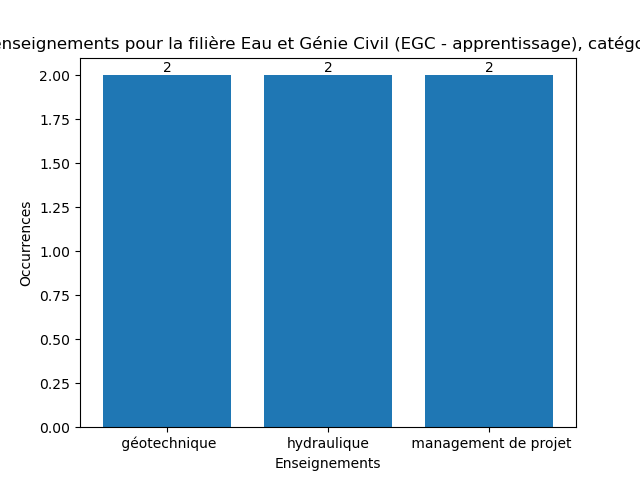 enseignements pour la filière Eau et Génie Civil (EGC - apprentissage),
2 2 2
2.00
1.75
1.50
1.25
1.00
0.75
0.50
0.25
0.00
Occurrences
géotechnique hydraulique management de projet
Enseignements